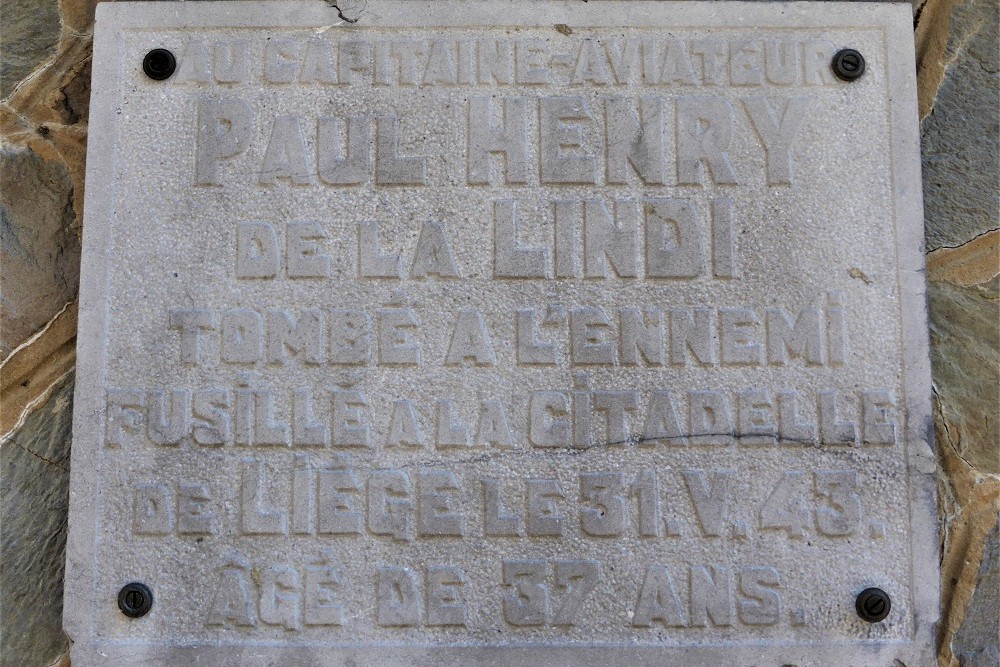 AU CAPITAINE-AVIATEUR
PAUL HENRY
DE LA LINDI
TOMBÉ A L'ENNEMI
FUSILLÉ A LA CITADELLE
DE LIÈGE LE 31.V.43.
ÂGÉ DE 37 ANS.